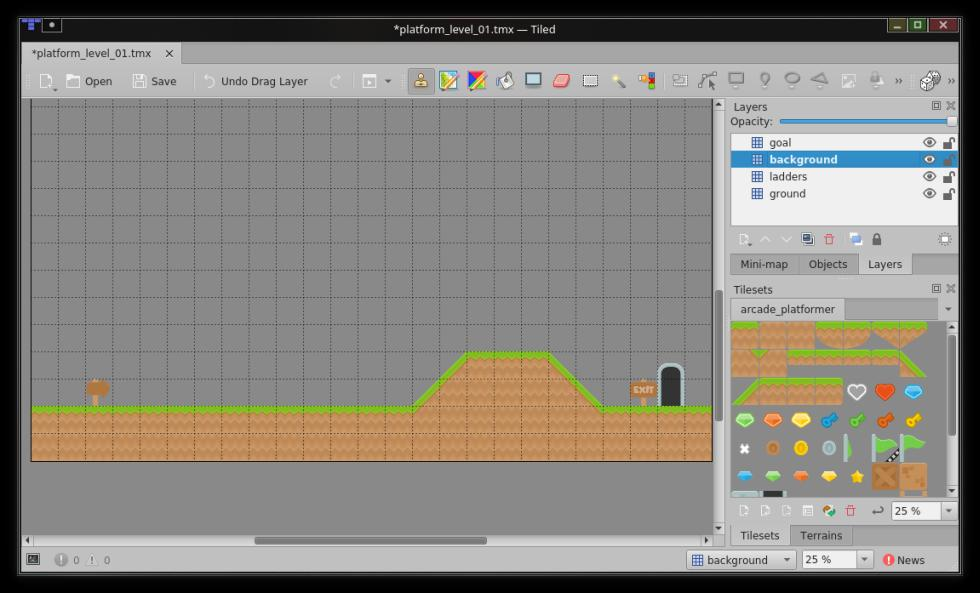 *platform_level_01.tmx — Tiled
*platform_level_01.tmx
Open
Save
Undo Drag Layer
Layers
Opacity:
goal
background
ladders
ground
Mini-map
Objects
Layers
Tilesets
arcade_platformer
EXIT
25 %
Tilesets
Terrains
0
0
background
25 %
News